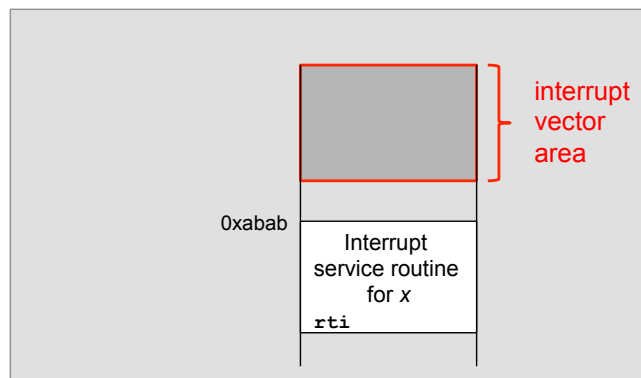 interrupt
vector
area
0xabab
Interrupt
service routine
for x
rti